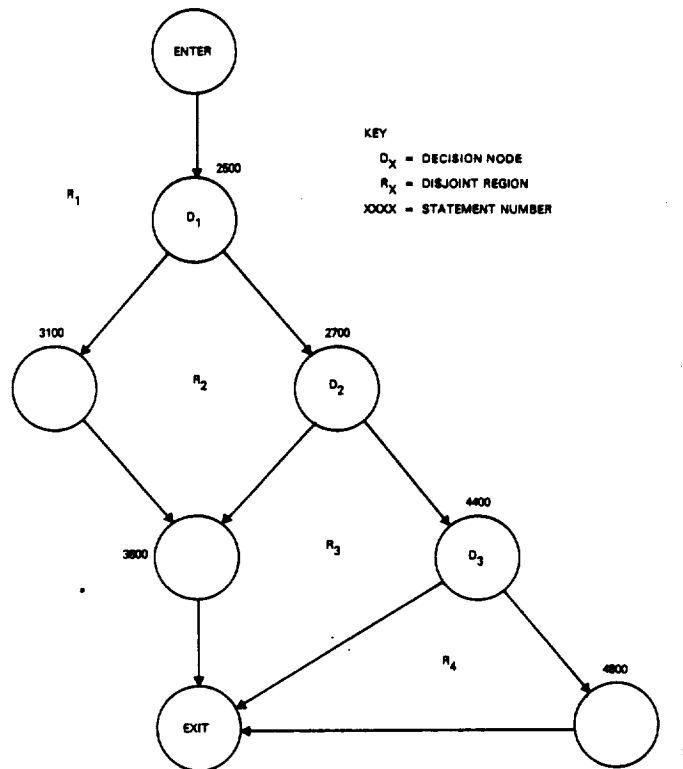 ENTER
KEY
DX = DECISION NODE
RX = DISJOINT REGION
XXXX = STATEMENT NUMBER
2500
R1
D1
3100
2700
R2
D2
4400
3800
R3
D3
R4
4800
EXIT